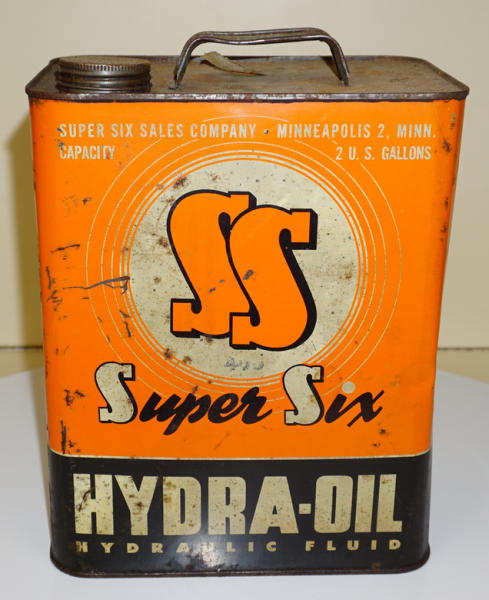 SUPER SIX SALES COMPANY • MINNEAPOLIS 2, MINN.
CAPACITY 2 U. S. GALLONS
SS
Super Six
HYDRA-OIL
HYDRAULIC FLUID